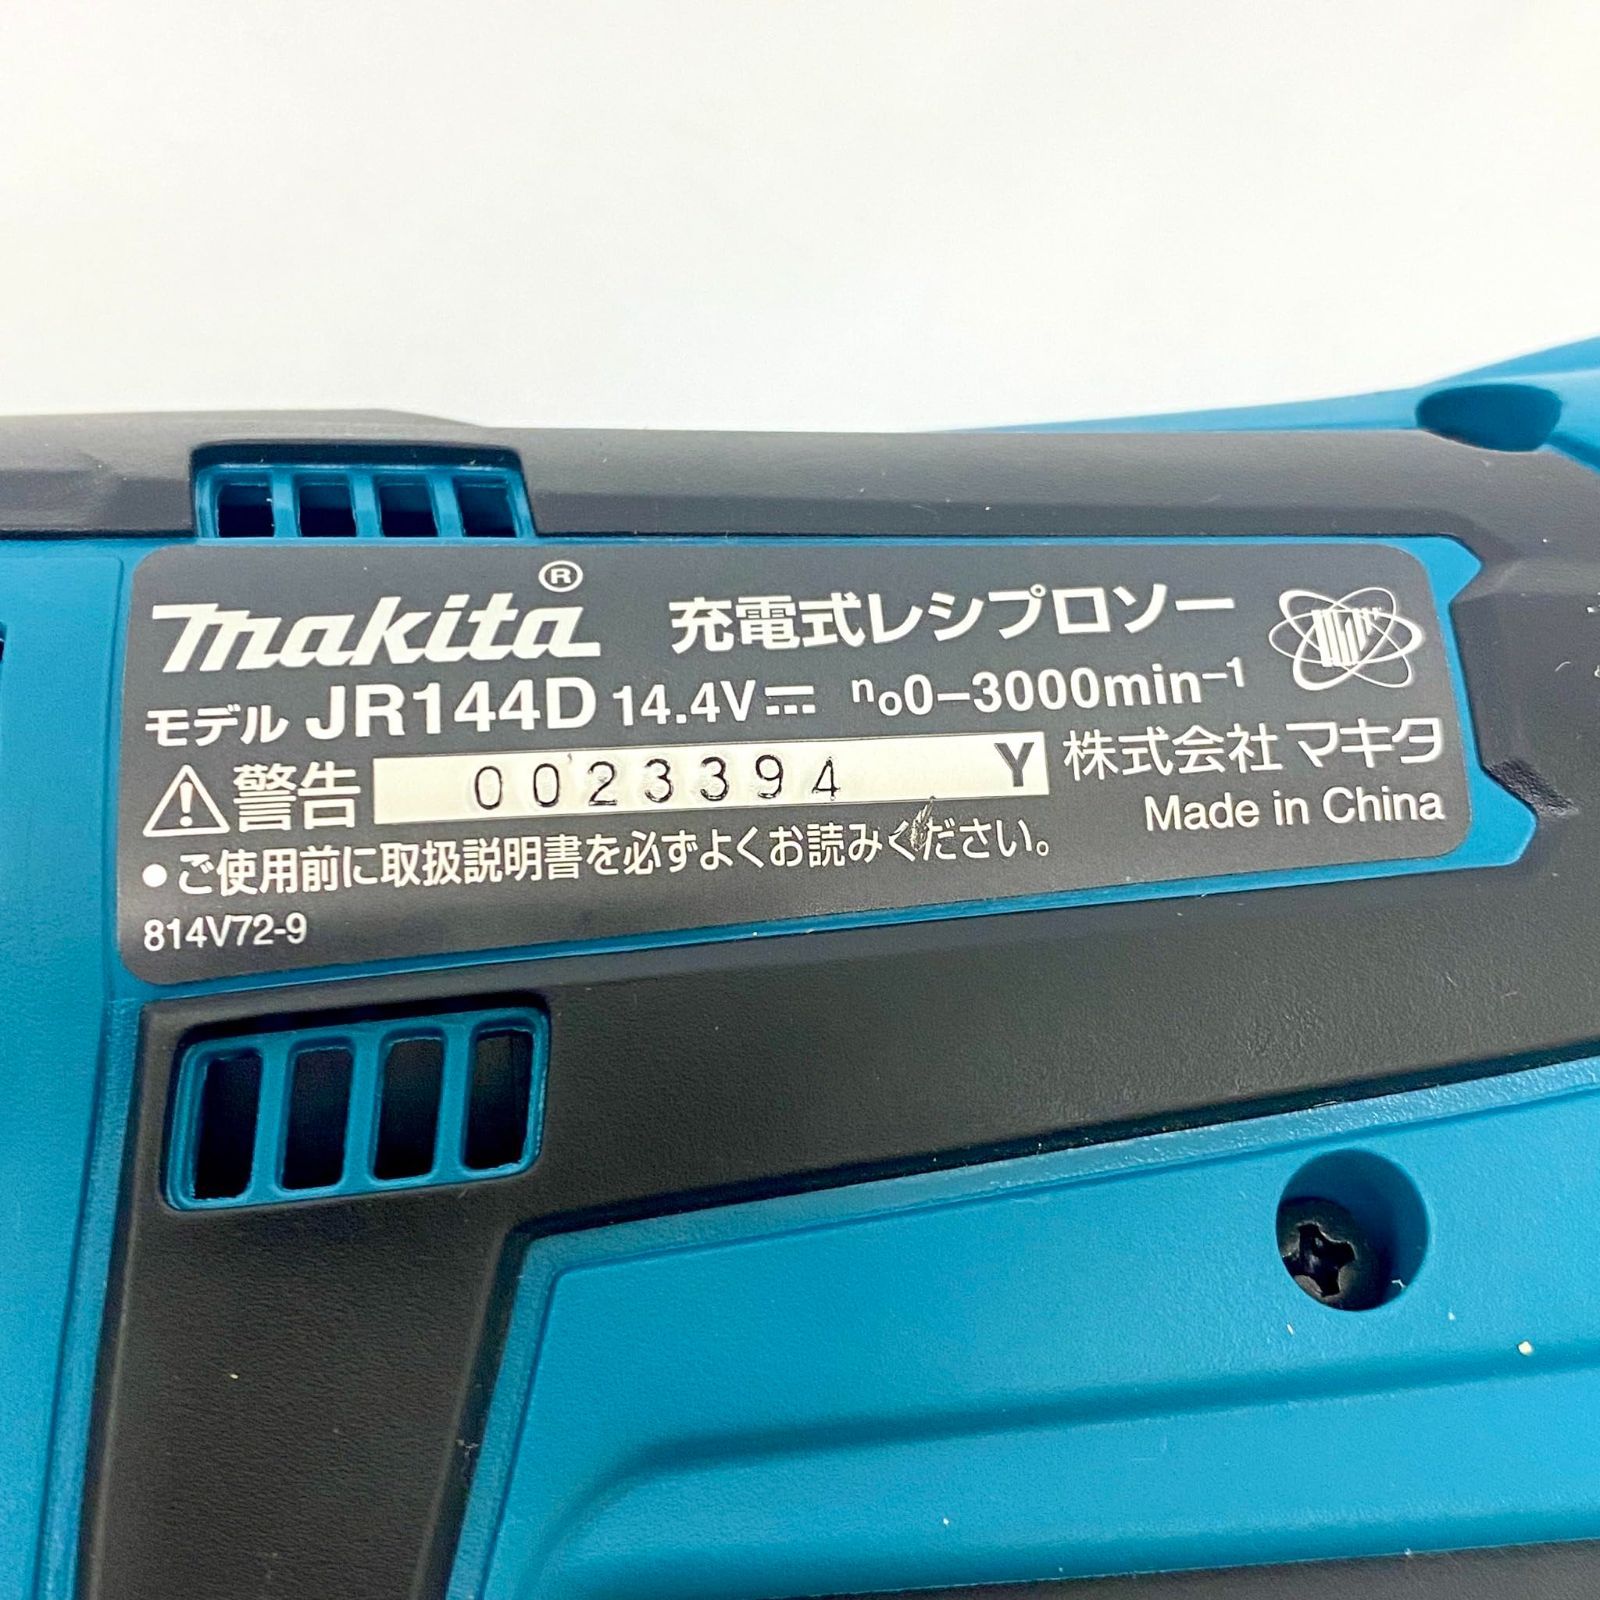 makita® 充電式レシプロソー
モデル JR144D 14.4V n₀0-3000min⁻¹
警告 0023394 Y 株式会社マキタ
Made in China
●ご使用前に取扱説明書を必ずよくお読みください。
814V72-9